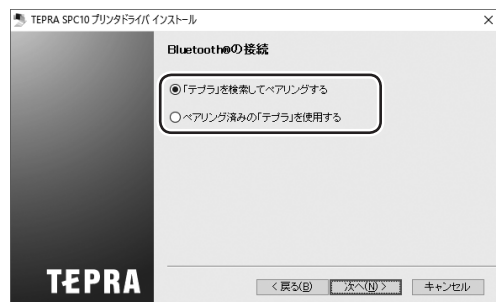 TEPRA SPC10 プリンタドライバ インストール
Bluetooth®の接続
「テプラ」を検索してペアリングする
ペアリング済みの「テプラ」を使用する
TEPRA
< 戻る(B) 次へ(N) > キャンセル